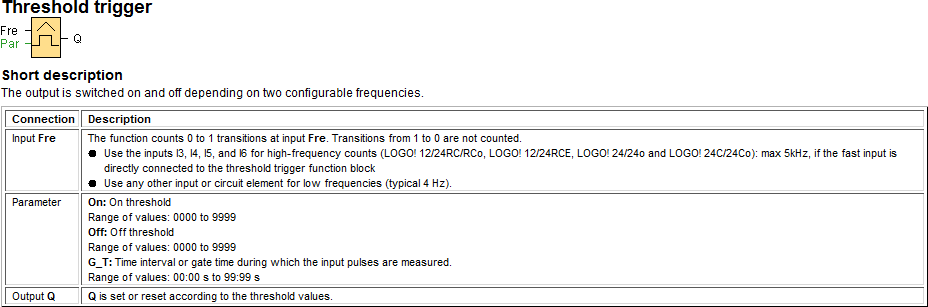 Threshold trigger
Fre
Par
Q
Short description
The output is switched on and off depending on two configurable frequencies.
Connection Description
Input Fre The function counts 0 to 1 transitions at input Fre. Transitions from 1 to 0 are not counted.
● Use the inputs I3, I4, I5, and I6 for high-frequency counts (LOGO! 12/24RC/RCo, LOGO! 12/24RCE, LOGO! 24/24o and LOGO! 24C/24Co): max 5kHz, if the fast input is
directly connected to the threshold trigger function block
● Use any other input or circuit element for low frequencies (typical 4 Hz).
Parameter On: On threshold
Range of values: 0000 to 9999
Off: Off threshold
Range of values: 0000 to 9999
G_T: Time interval or gate time during which the input pulses are measured.
Range of values: 00:00 s to 99:99 s
Output Q Q is set or reset according to the threshold values.